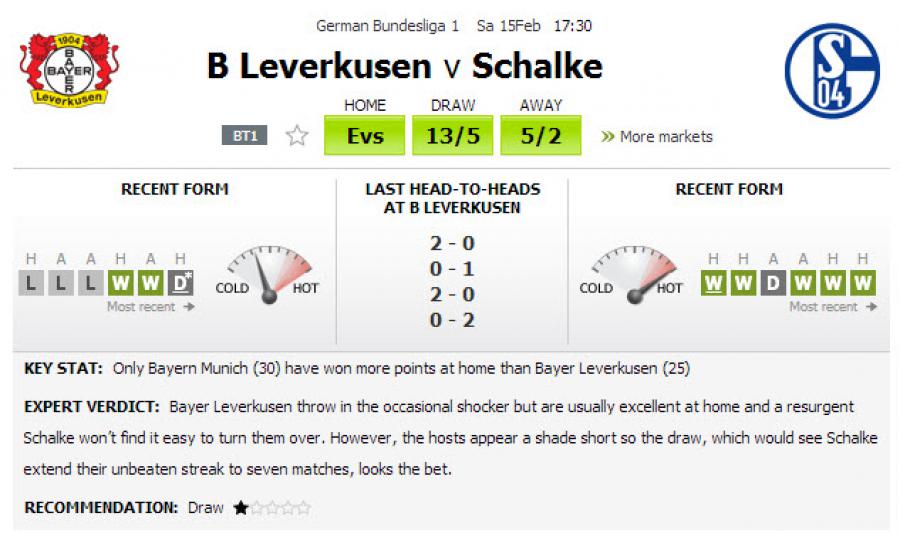 German Bundesliga 1 Sa 15Feb 17:30
B Leverkusen v Schalke
1904
BAYER
BAYER
Leverkusen
S
04
HOME DRAW AWAY
BT1 Evs 13/5 5/2 » More markets
RECENT FORM
H A A H A H
L L L W W D*
Most recent →
COLD HOT
LAST HEAD-TO-HEADS
AT B LEVERKUSEN
2 - 0
0 - 1
2 - 0
0 - 2
RECENT FORM
COLD HOT
H H A A H H
W W D W W W
Most recent →
KEY STAT: Only Bayern Munich (30) have won more points at home than Bayer Leverkusen (25)
EXPERT VERDICT: Bayer Leverkusen throw in the occasional shocker but are usually excellent at home and a resurgent
Schalke won't find it easy to turn them over. However, the hosts appear a shade short so the draw, which would see Schalke
extend their unbeaten streak to seven matches, looks the bet.
RECOMMENDATION: Draw ★☆☆☆☆